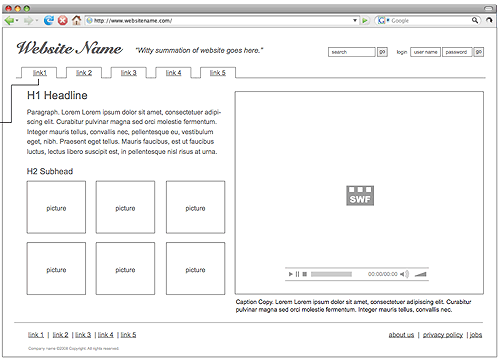 http://www.websitename.com/
Google
Website Name
"Witty summation of website goes here."
search
go
login
user name
password
go
link1
link 2
link 3
link 4
link 5
H1 Headline
Paragraph. Lorem Lorem ipsum dolor sit amet, consectetuer adipi-
scing elit. Curabitur pulvinar magna sed orci molestie fermentum.
Integer mauris tellus, convallis nec, pellentesque eu, vestibulum
eget, nibh. Praesent eget tellus. Mauris faucibus, est ut faucibus
luctus, lectus libero suscipit est, in pellentesque nisl risus at urna.
H2 Subhead
picture
picture
picture
picture
picture
picture
SWF
00:00/00:00
Caption Copy. Lorem Lorem ipsum dolor sit amet, consectetuer adipiscing elit. Curabitur
pulvinar magna sed orci molestie fermentum. Integer mauris tellus, convallis nec.
link 1 | link 2 | link 3 | link 4 | link 5
about us | privacy policy | jobs
Company name ©2009 Copyright. All rights reserved.